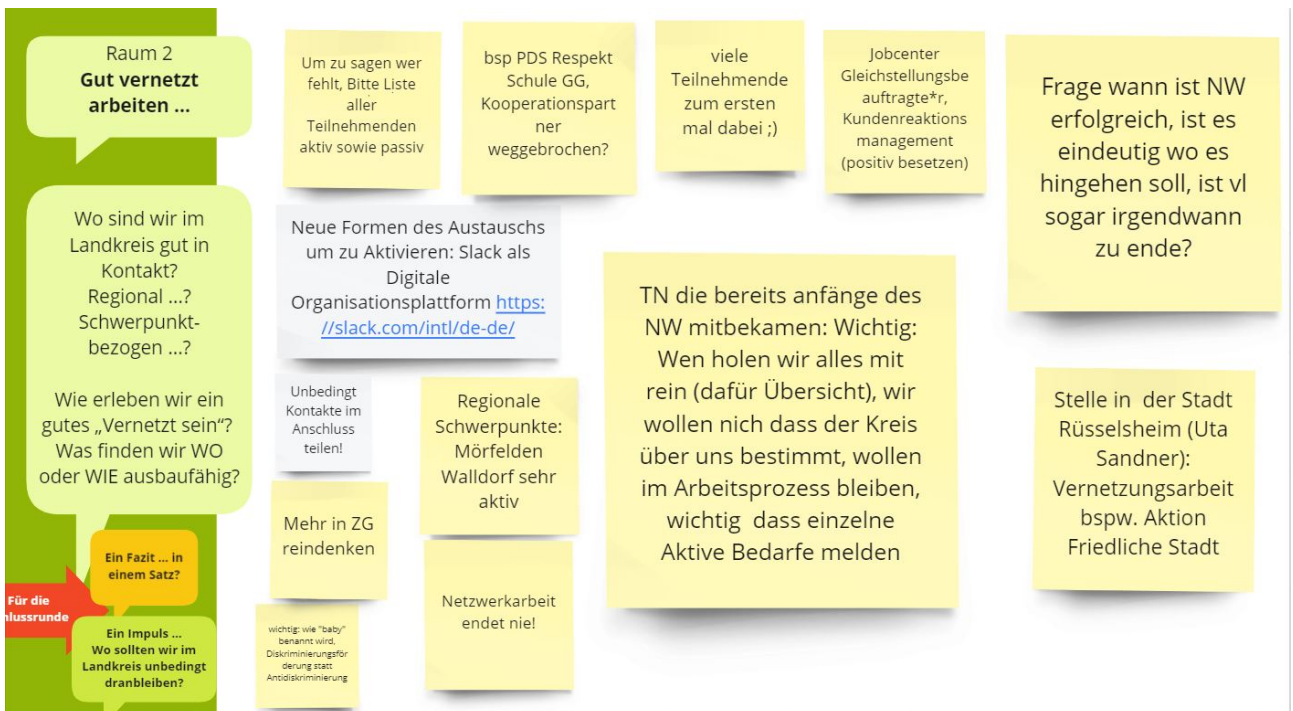 Raum 2
Gut vernetzt
arbeiten ...
Wo sind wir im
Landkreis gut in
Kontakt?
Regional ...?
Schwerpunkt-
bezogen ...?
Wie erleben wir ein
gutes „Vernetzt sein“?
Was finden wir WO
oder WIE ausbaufähig?
Ein Fazit ... in
einem Satz?
Für die
hlussrunde
Ein Impuls ...
Wo sollten wir im
Landkreis unbedingt
dranbleiben?
Um zu sagen wer
fehlt, Bitte Liste
aller
Teilnehmenden
aktiv sowie passiv
bsp PDS Respekt
Schule GG,
Kooperationspart
ner
weggebrochen?
viele
Teilnehmende
zum ersten
mal dabei ;)
Jobcenter
Gleichstellungsbe
auftragte*r,
Kundenreaktions
management
(positiv besetzen)
Frage wann ist NW
erfolgreich, ist es
eindeutig wo es
hingehen soll, ist vl
sogar irgendwann
zu ende?
Neue Formen des Austauschs
um zu Aktivieren: Slack als
Digitale
Organisationsplattform https:
//slack.com/intl/de-de/
Unbedingt
Kontakte im
Anschluss
teilen!
Regionale
Schwerpunkte:
Mörfelden
Walldorf sehr
aktiv
TN die bereits anfänge des
NW mitbekamen: Wichtig:
Wen holen wir alles mit
rein (dafür Übersicht), wir
wollen nich dass der Kreis
über uns bestimmt, wollen
im Arbeitsprozess bleiben,
wichtig dass einzelne
Aktive Bedarfe melden
Stelle in der Stadt
Rüsselsheim (Uta
Sandner):
Vernetzungsarbeit
bspw. Aktion
Friedliche Stadt
Mehr in ZG
reindenken
Netzwerkarbeit
endet nie!
wichtig: wie "baby"
benannt wird,
Diskriminierungsför
derung statt
Antidiskriminierung